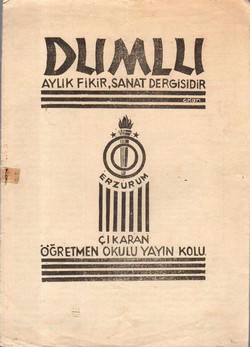 DUMLU
AYLIK FİKİR, SANAT DERGİSİDİR
ERZURUM
ÇIKARAN
ÖĞRETMEN OKULU YAYIN KOLU